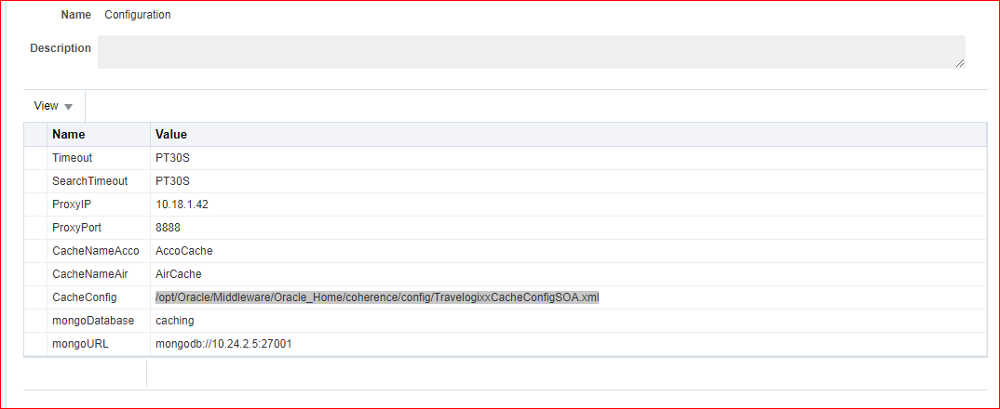 Name Configuration
Description
View
Name Value
Timeout PT30S
SearchTimeout PT30S
ProxyIP 10.18.1.42
ProxyPort 8888
CacheNameAcco AccoCache
CacheNameAir AirCache
CacheConfig /opt/Oracle/Middleware/Oracle_Home/coherence/config/TravelogixxCacheConfigSOA.xml
mongoDatabase caching
mongoURL mongodb://10.24.2.5:27001